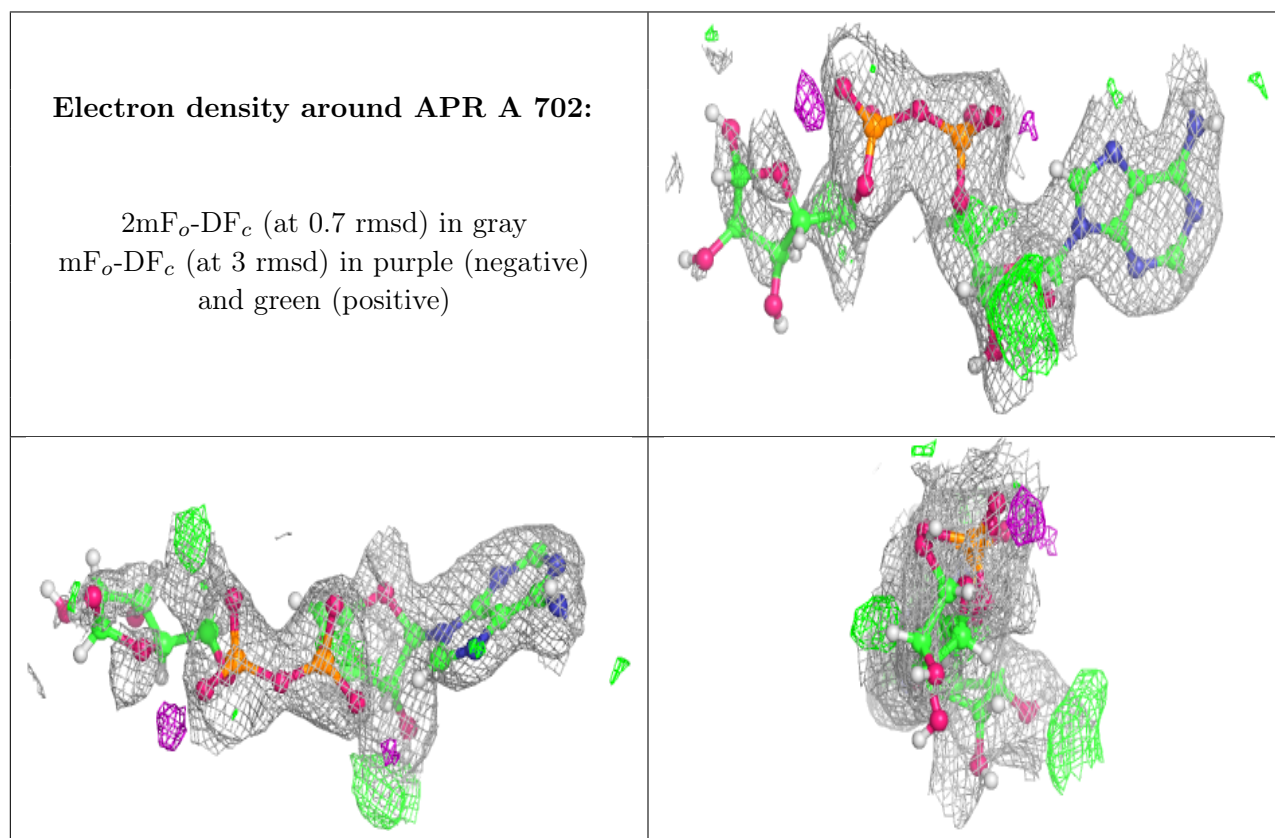 Electron density around APR A 702:
2mFo-DFc (at 0.7 rmsd) in gray
mFo-DFc (at 3 rmsd) in purple (negative)
and green (positive)